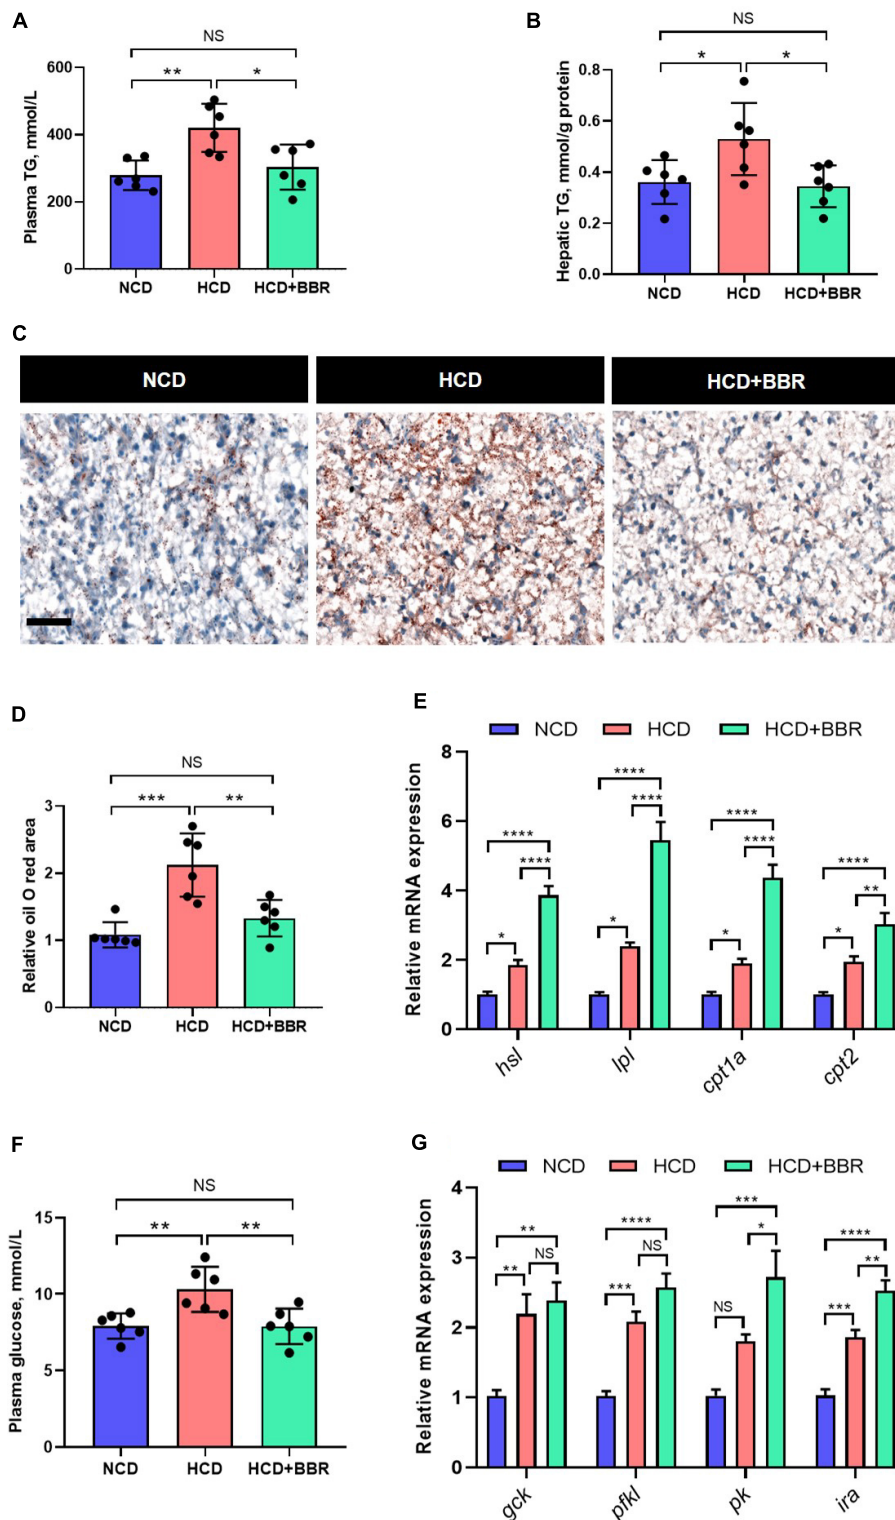 A
NS
** *
Plasma TG, mmol/L
600
400
200
0
NCD HCD HCD+BBR
B
NS
* *
Hepatic TG, mmol/g protein
0.8
0.6
0.4
0.2
0.0
NCD HCD HCD+BBR
C
NCD HCD HCD+BBR
D
NS
*** **
Relative oil O red area
3
2
1
0
NCD HCD HCD+BBR
E
NCD HCD HCD+BBR
Relative mRNA expression
8
6
4
2
0
* **** ****
* **** ****
* **** ****
* **** **
hsl lpl cpt1a cpt2
F
NS
** **
Plasma glucose, mmol/L
15
10
5
0
NCD HCD HCD+BBR
G
NCD HCD HCD+BBR
Relative mRNA expression
4
3
2
1
0
** ** NS
*** **** NS
NS *** *
*** **** **
gck pfkl pk ira